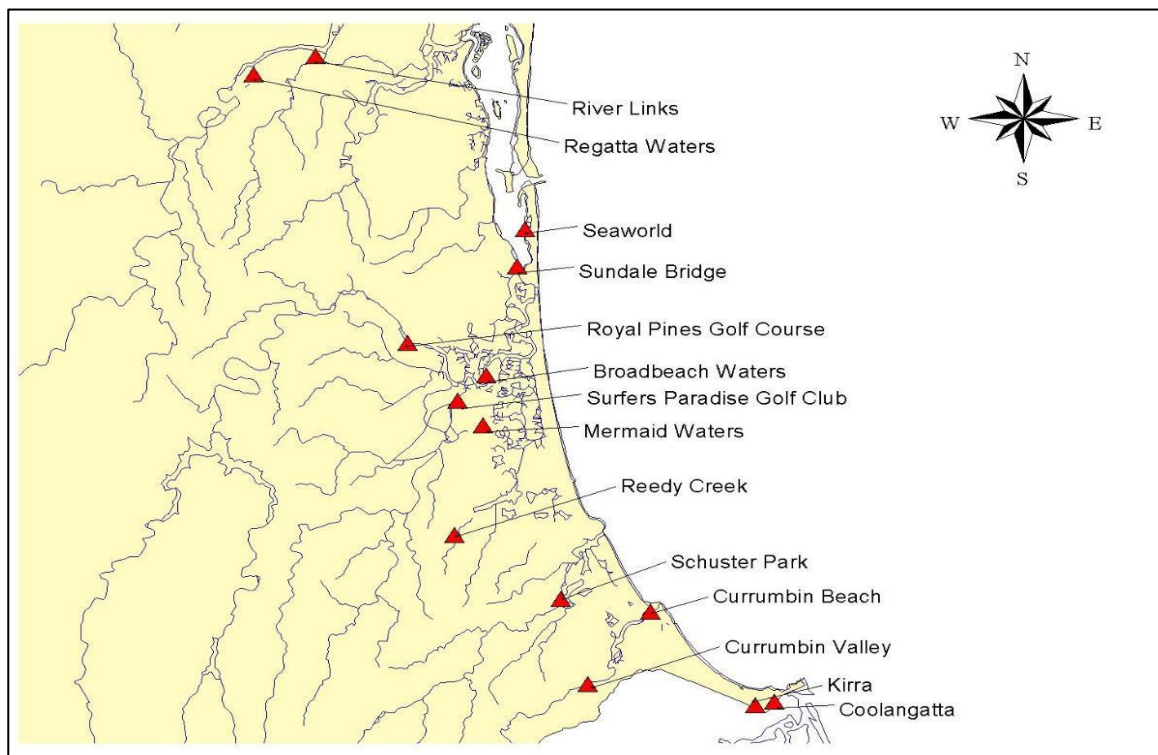 N
W E
S
River Links
Regatta Waters
Seaworld
Sundale Bridge
Royal Pines Golf Course
Broadbeach Waters
Surfers Paradise Golf Club
Mermaid Waters
Reedy Creek
Schuster Park
Currumbin Beach
Currumbin Valley
Kirra
Coolangatta